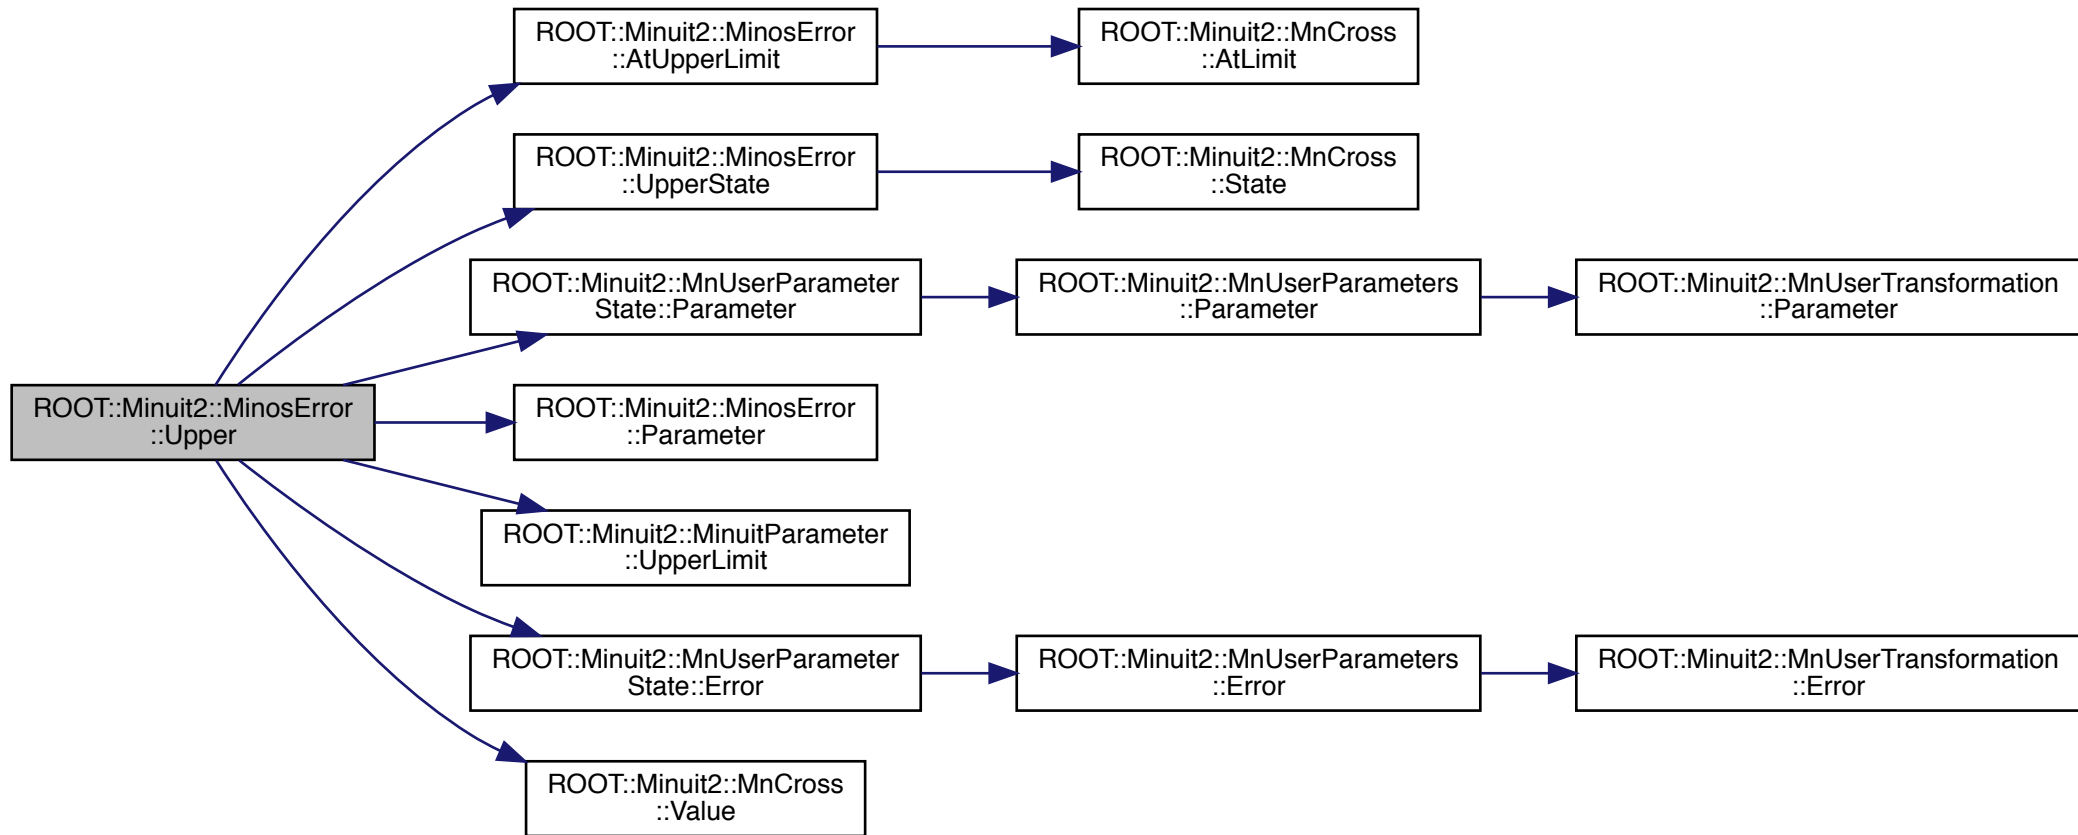 ROOT::Minuit2::MinosError
::AtUpperLimit
ROOT::Minuit2::MnCross
::AtLimit
ROOT::Minuit2::MinosError
::UpperState
ROOT::Minuit2::MnCross
::State
ROOT::Minuit2::MnUserParameter
State::Parameter
ROOT::Minuit2::MnUserParameters
::Parameter
ROOT::Minuit2::MnUserTransformation
::Parameter
ROOT::Minuit2::MinosError
::Upper
ROOT::Minuit2::MinosError
::Parameter
ROOT::Minuit2::MinuitParameter
::UpperLimit
ROOT::Minuit2::MnUserParameter
State::Error
ROOT::Minuit2::MnUserParameters
::Error
ROOT::Minuit2::MnUserTransformation
::Error
ROOT::Minuit2::MnCross
::Value